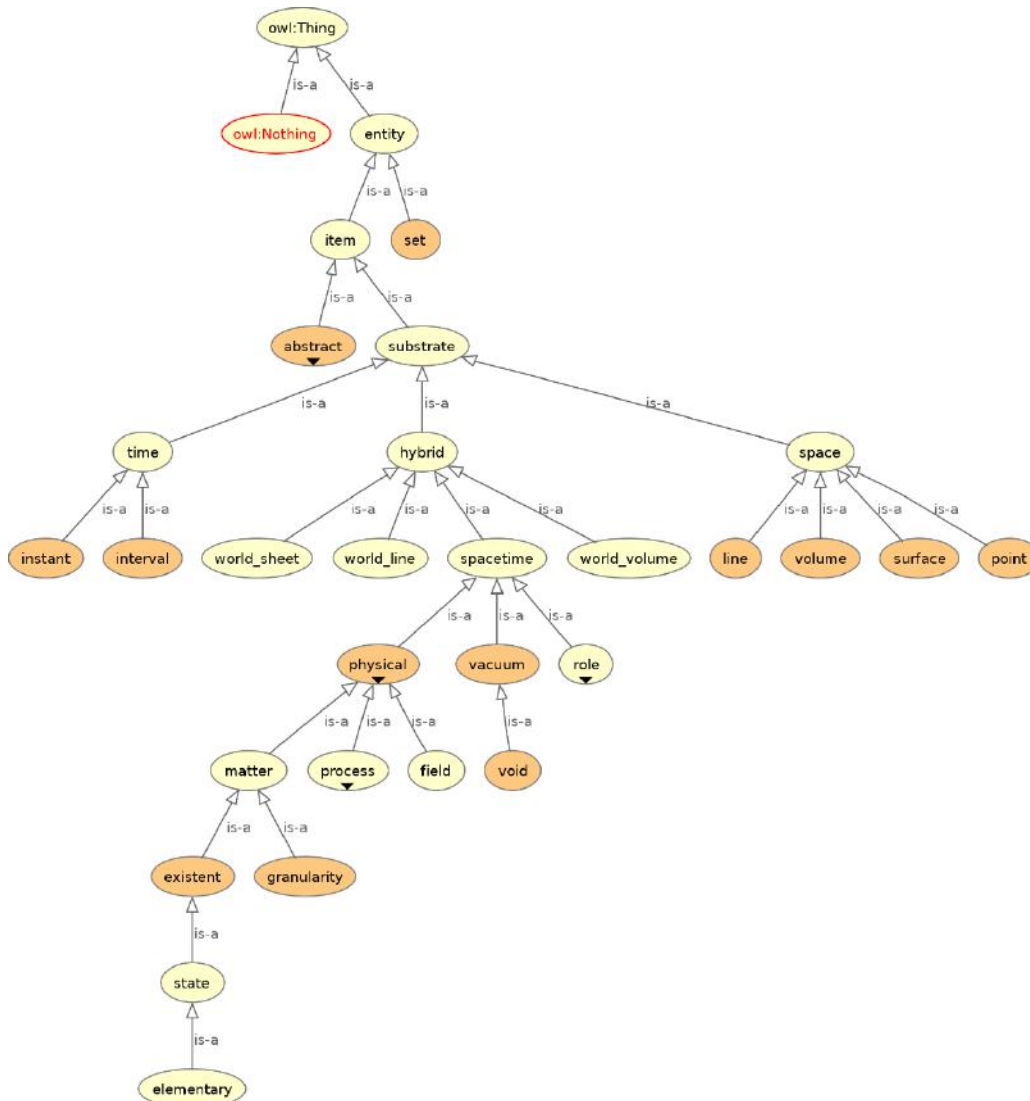 owl:Thing
is-a is-a
owl:Nothing entity
is-a is-a
item set
is-a is-a
abstract substrate
is-a is-a is-a
time hybrid space
is-a is-a is-a is-a is-a is-a is-a is-a is-a is-a
instant interval world_sheet world_line spacetime world_volume line volume surface point
is-a is-a is-a
physical vacuum role
is-a is-a is-a is-a
matter process field void
is-a is-a
existent granularity
is-a
state
is-a
elementary